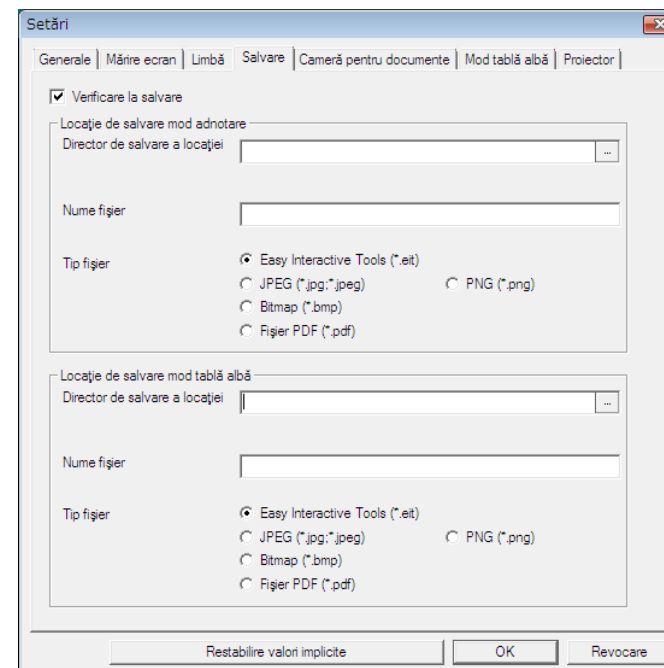 Setări
Generale Mărire ecran Limbă Salvare Cameră pentru documente Mod tablă albă Proiector
Verificare la salvare
Locaţie de salvare mod adnotare
Director de salvare a locaţiei ...
Nume fişier
Tip fişier Easy Interactive Tools (*.eit)
JPEG (*.jpg;*.jpeg) PNG (*.png)
Bitmap (*.bmp)
Fişier PDF (*.pdf)
Locaţie de salvare mod tablă albă
Director de salvare a locaţiei ...
Nume fişier
Tip fişier Easy Interactive Tools (*.eit)
JPEG (*.jpg;*.jpeg) PNG (*.png)
Bitmap (*.bmp)
Fişier PDF (*.pdf)
Restabilire valori implicite OK Revocare